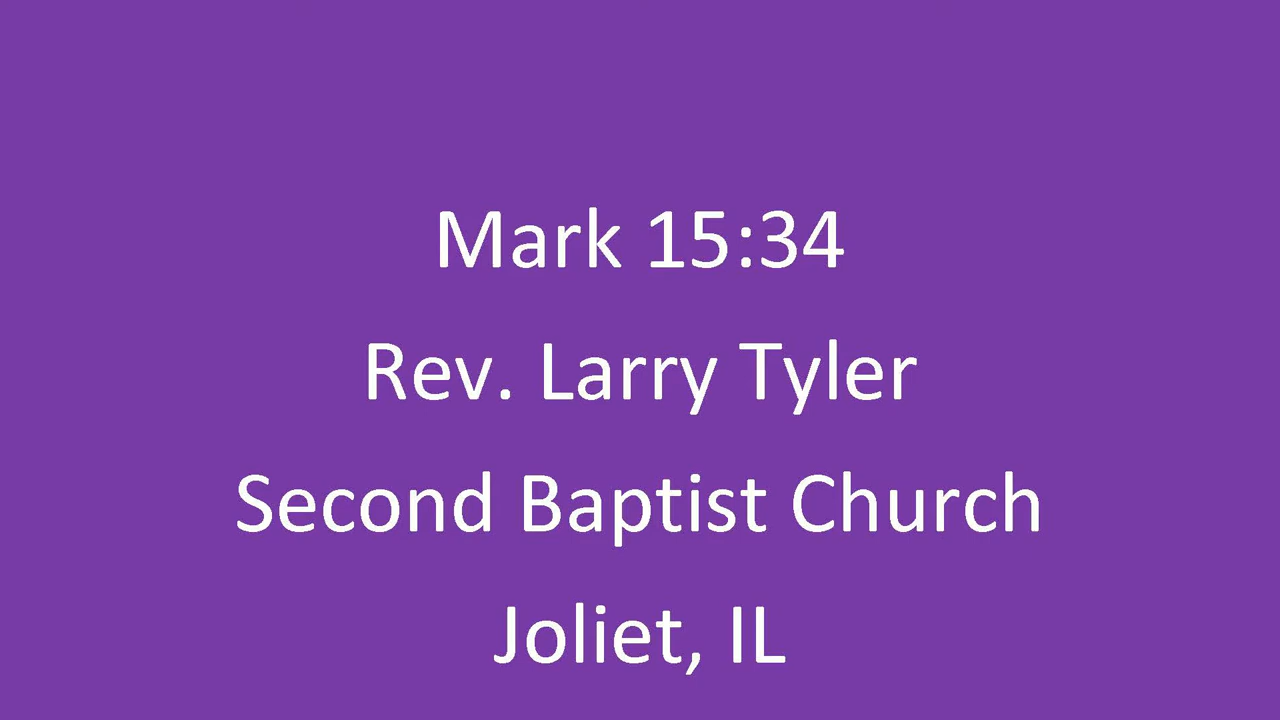 Mark 15:34
Rev. Larry Tyler
Second Baptist Church
Joliet, IL